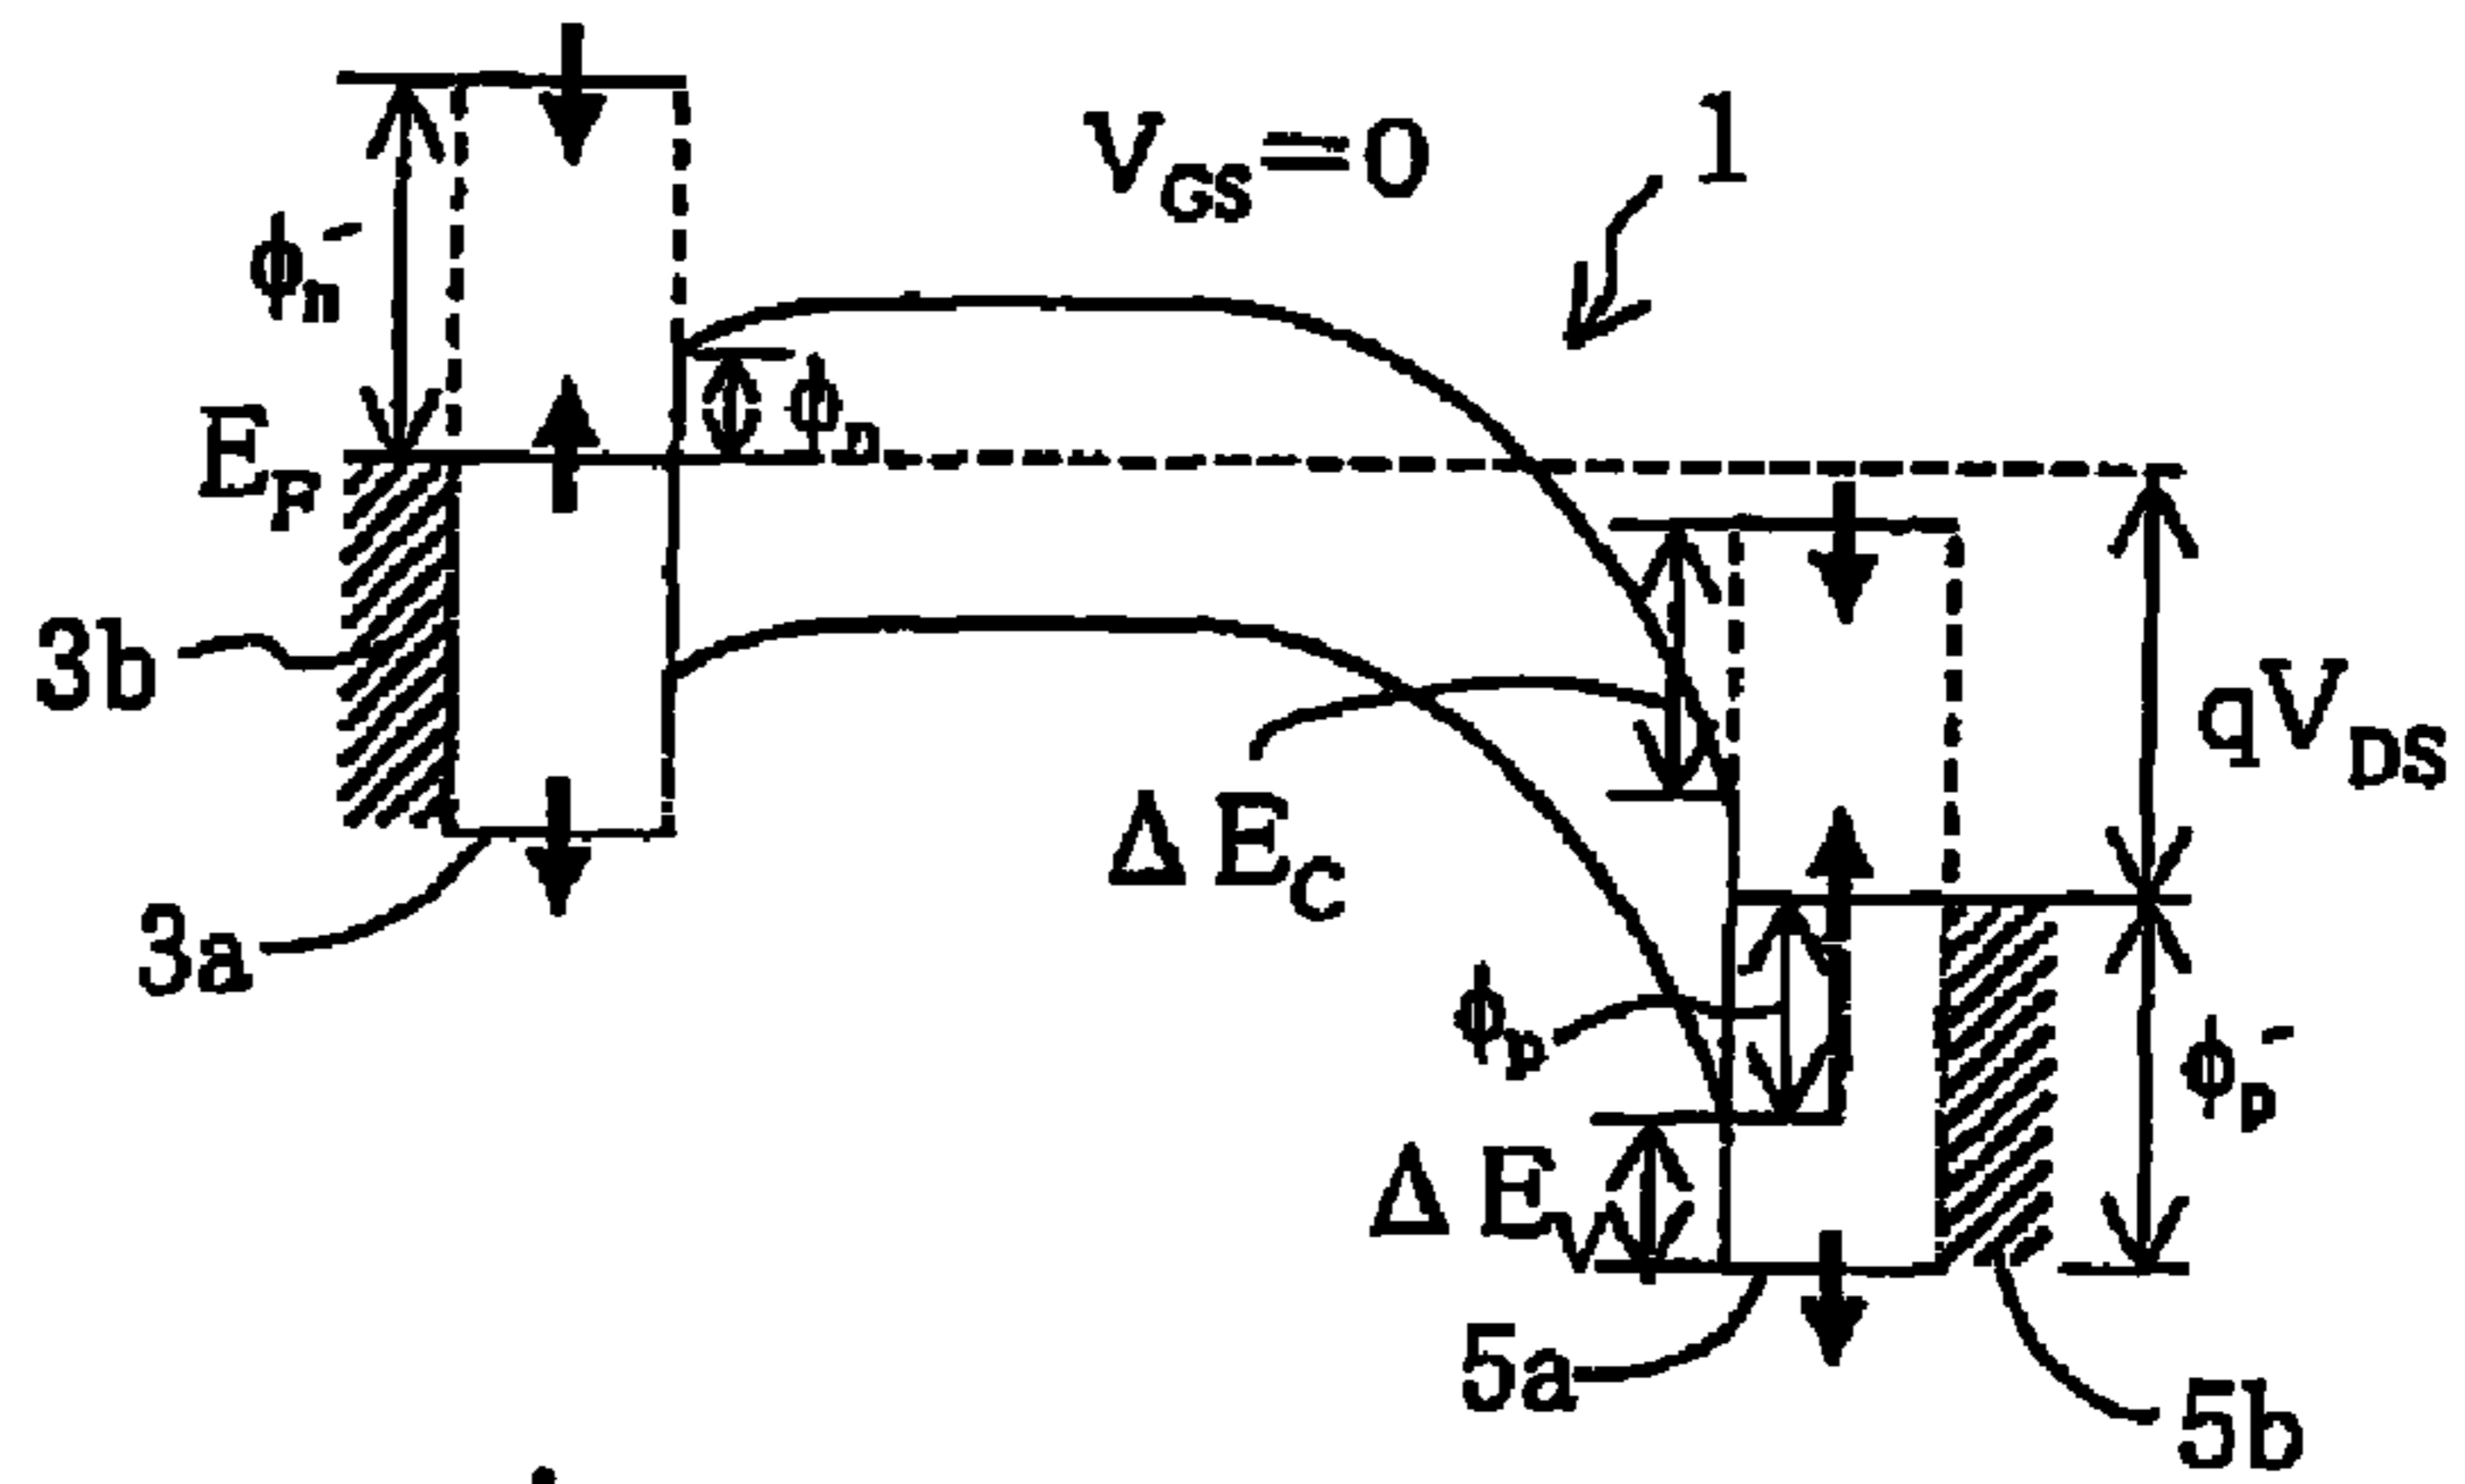 V_GS=0
1
ϕ_n′
E_F
ϕ_n
3b
qV_DS
ΔE_C
3a
ϕ_p
ϕ_p′
ΔE_V
5a
5b